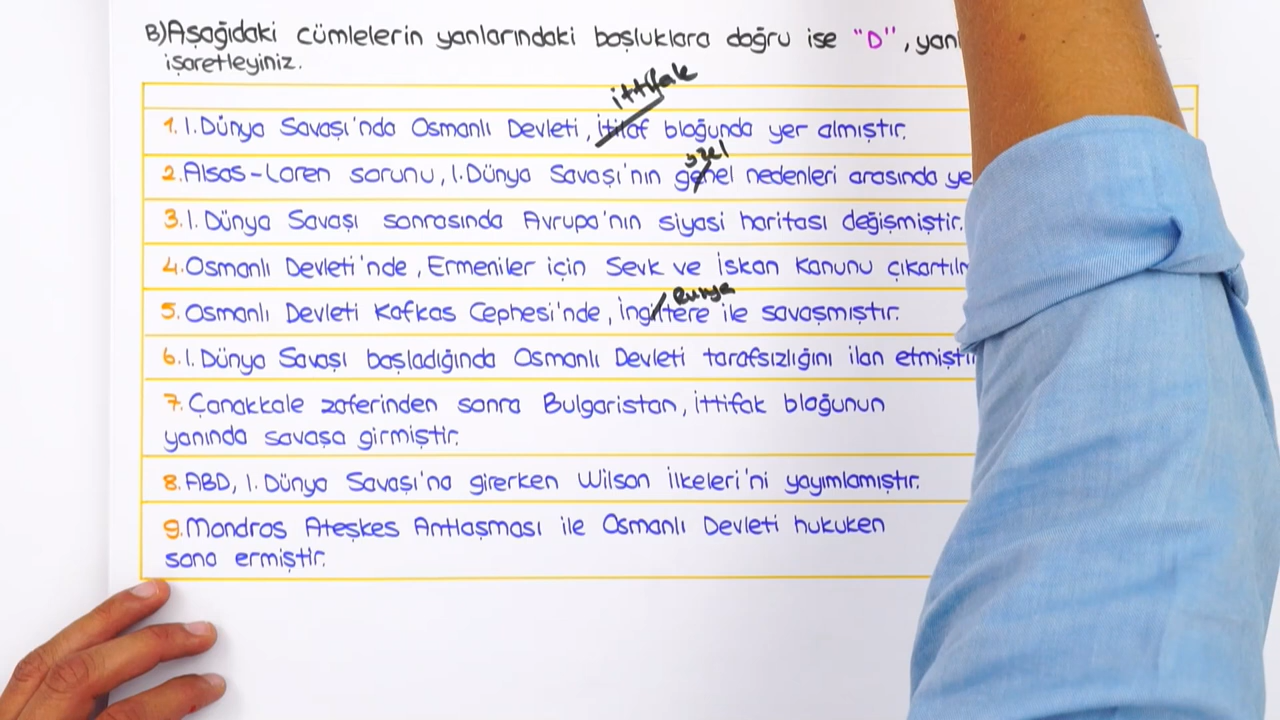 B)Aşağıdaki cümlelerin yanlarındaki boşluklara doğru ise "D", yanl
işaretleyiniz.
ittifak
1. I.Dünya Savaşı'nda Osmanlı Devleti, İtilaf bloğunda yer almıştır.
özel
2.Alsas-Loren sorunu, I.Dünya Savaşı'nın genel nedenleri arasında ye
3. I. Dünya Savaşı sonrasında Avrupa'nın siyasi haritası değişmiştir.
4.Osmanlı Devleti'nde, Ermeniler için Sevk ve İskan Kanunu çıkartılm
Rusya
5. Osmanlı Devleti Kafkas Cephesi'nde, İngiltere ile savaşmıştır.
6. I. Dünya Savaşı başladığında Osmanlı Devleti tarafsızlığını ilan etmişti
7. Çanakkale zaferinden sonra Bulgaristan, İttifak bloğunun
yanında savaşa girmiştir.
8. ABD, I. Dünya Savaşı'na girerken Wilson İlkeleri'ni yayımlamıştır.
9.Mondros Ateşkes Antlaşması ile Osmanlı Devleti hukuken
sona ermiştir.